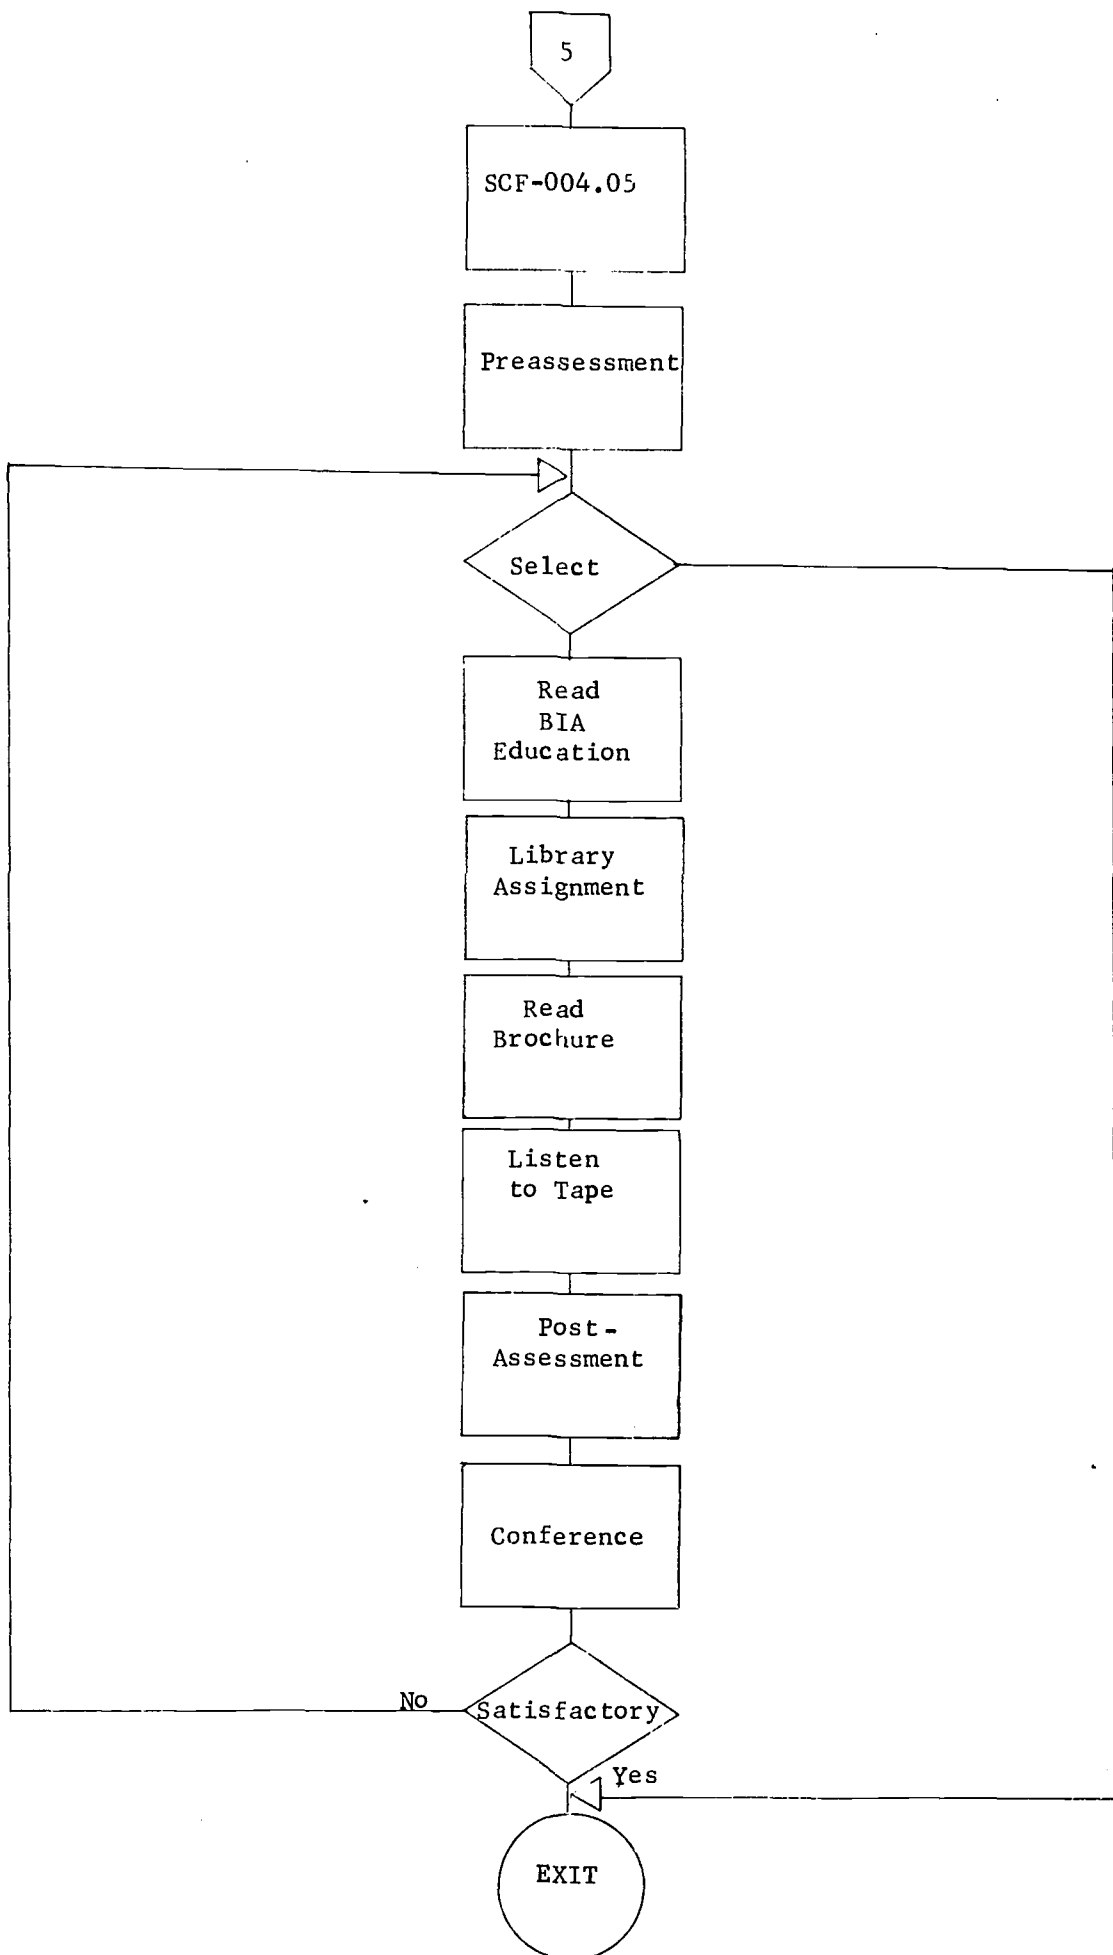 5
SCF-004.05
Preassessment
Select
Read
BIA
Education
Library
Assignment
Read
Brochure
Listen
to Tape
Post-
Assessment
Conference
No
Satisfactory
Yes
EXIT